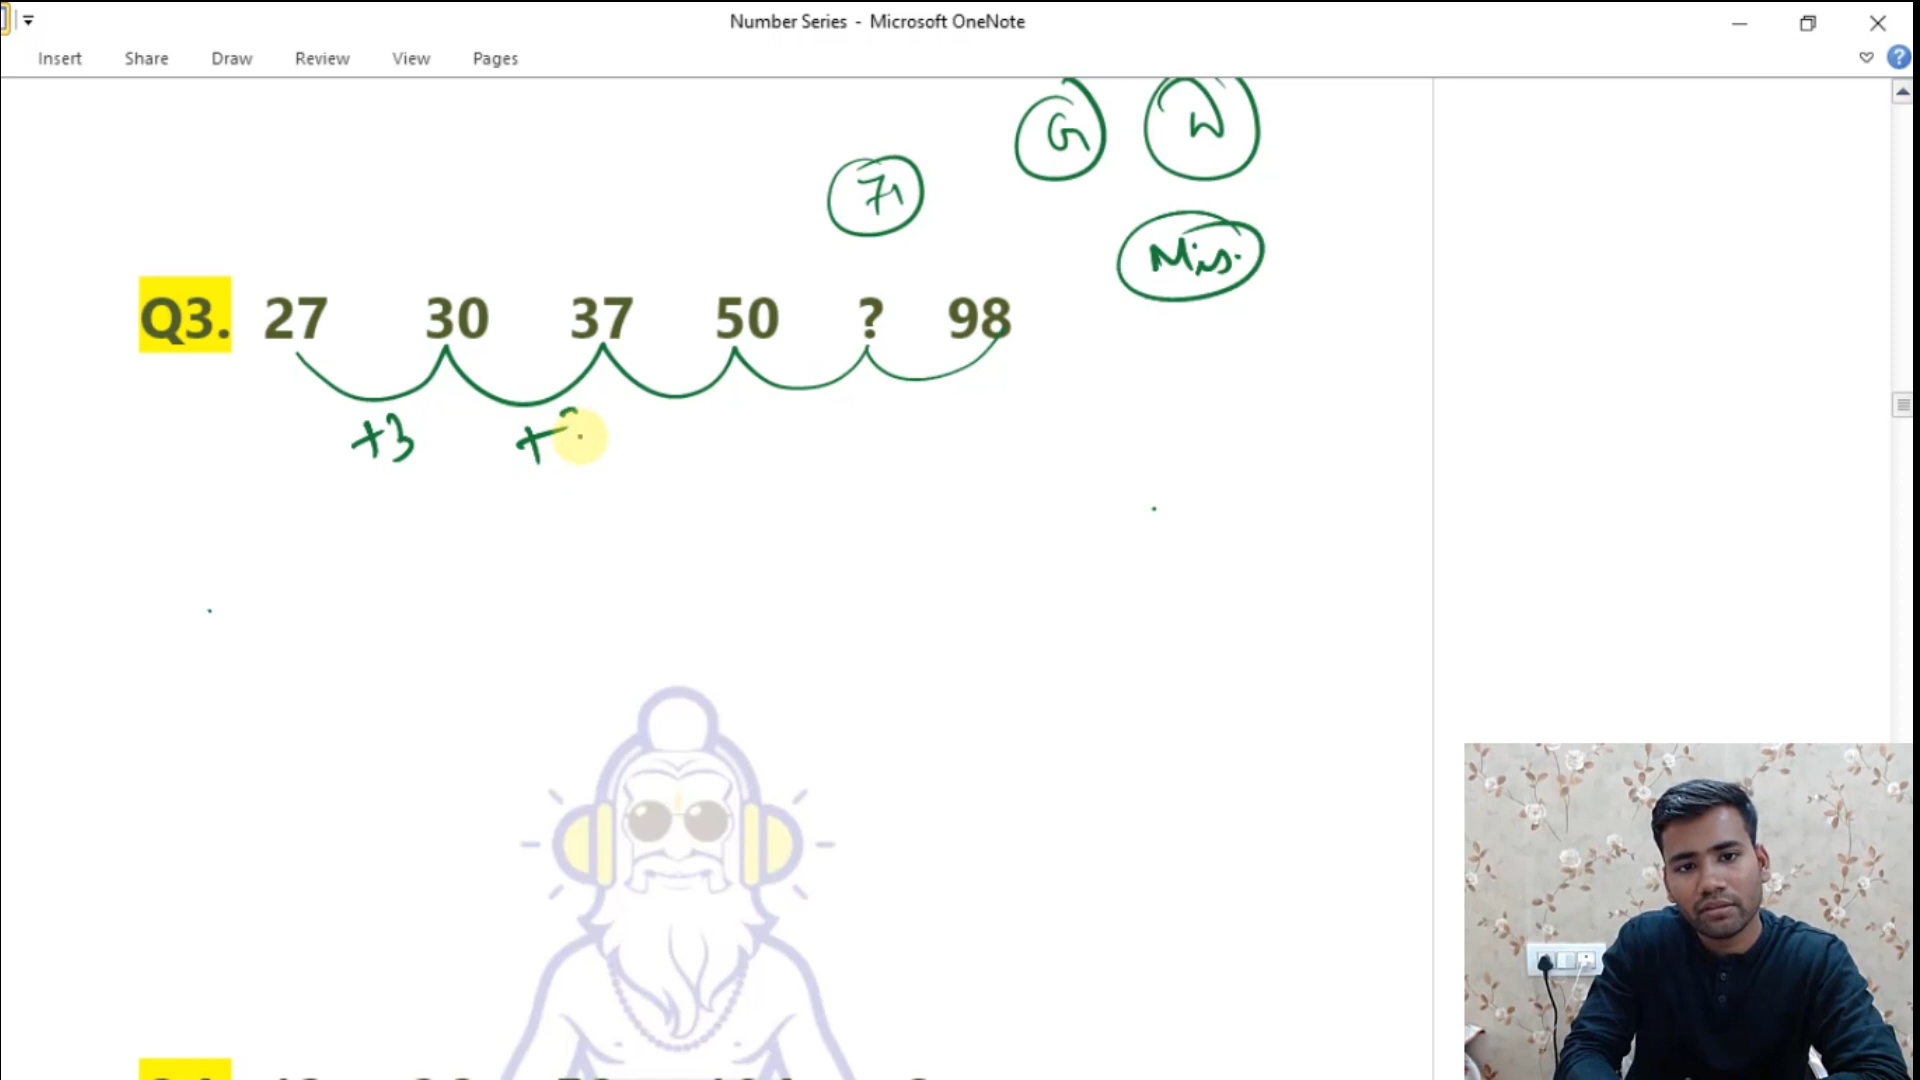 Number Series - Microsoft OneNote
Insert Share Draw Review View Pages
G W
71
Mis.
Q3. 27 30 37 50 ? 98
+3 +